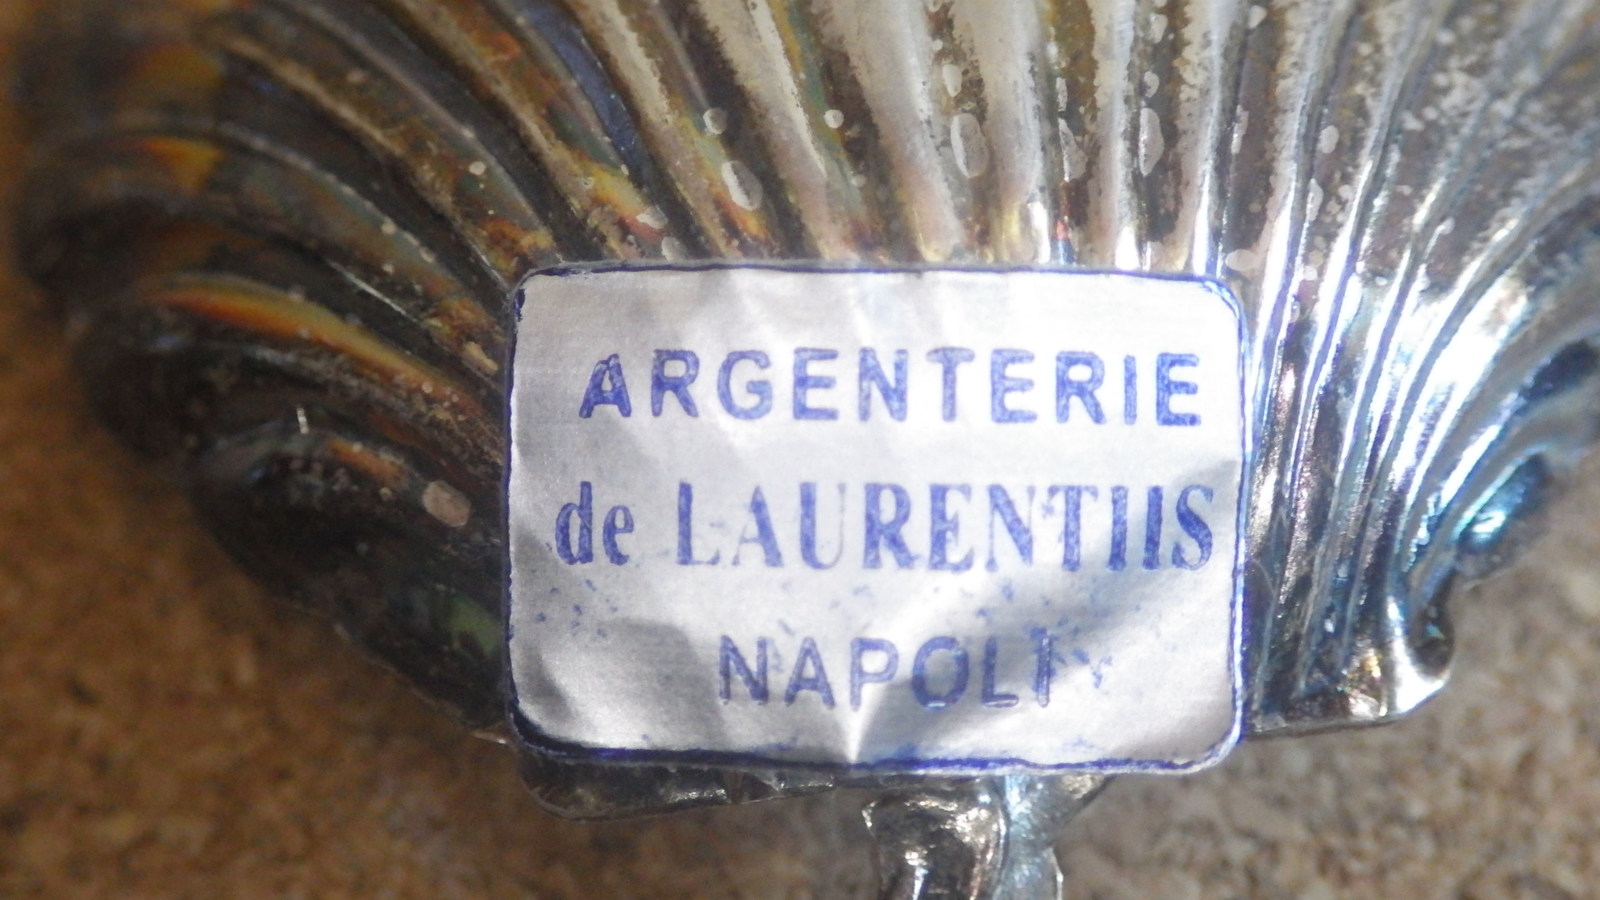 ARGENTERIE
de LAURENTIIS
NAPOLI